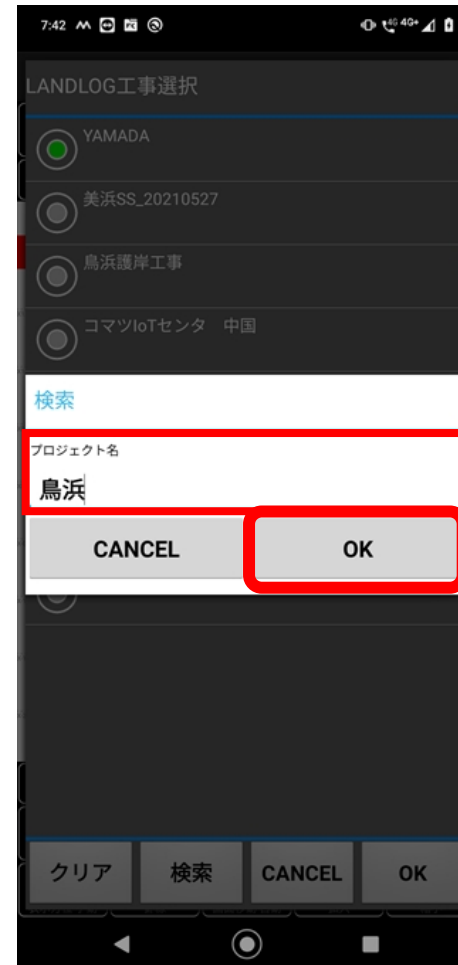 7:42
4G 4G+
LANDLOG工事選択
YAMADA
美浜SS_20210527
鳥浜護岸工事
コマツIoTセンタ　中国
検索
プロジェクト名
鳥浜
CANCEL OK
クリア 検索 CANCEL OK